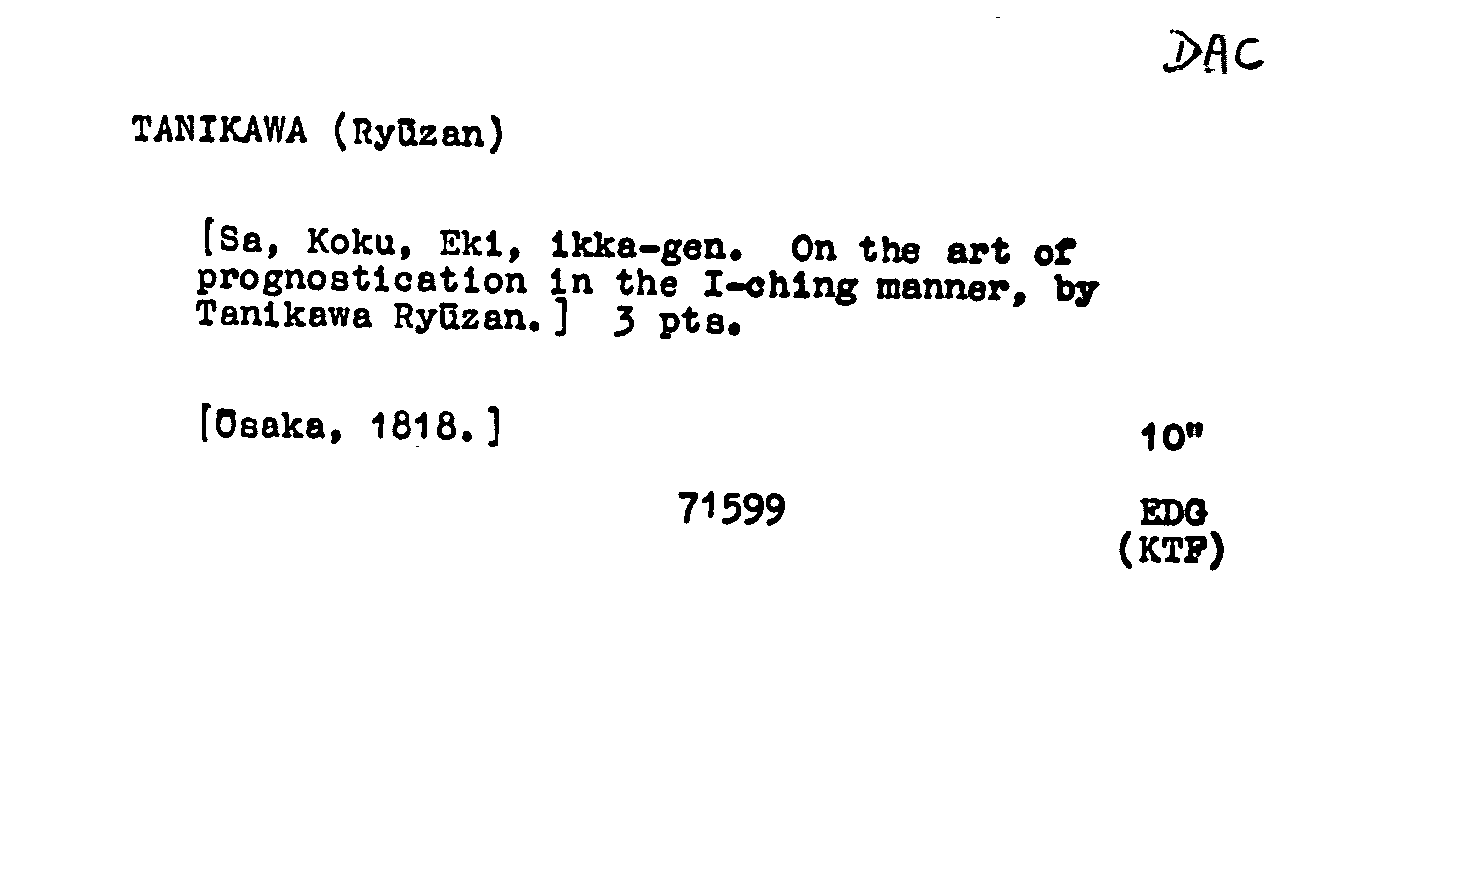 DAC
TANIKAWA (Ryūzan)
[Sa, Koku, Eki, ikka-gen. On the art of
prognostication in the I-ching manner, by
Tanikawa Ryūzan.] 3 pts.
[Ōsaka, 1818.]
10"
71599
EDG
(KTF)